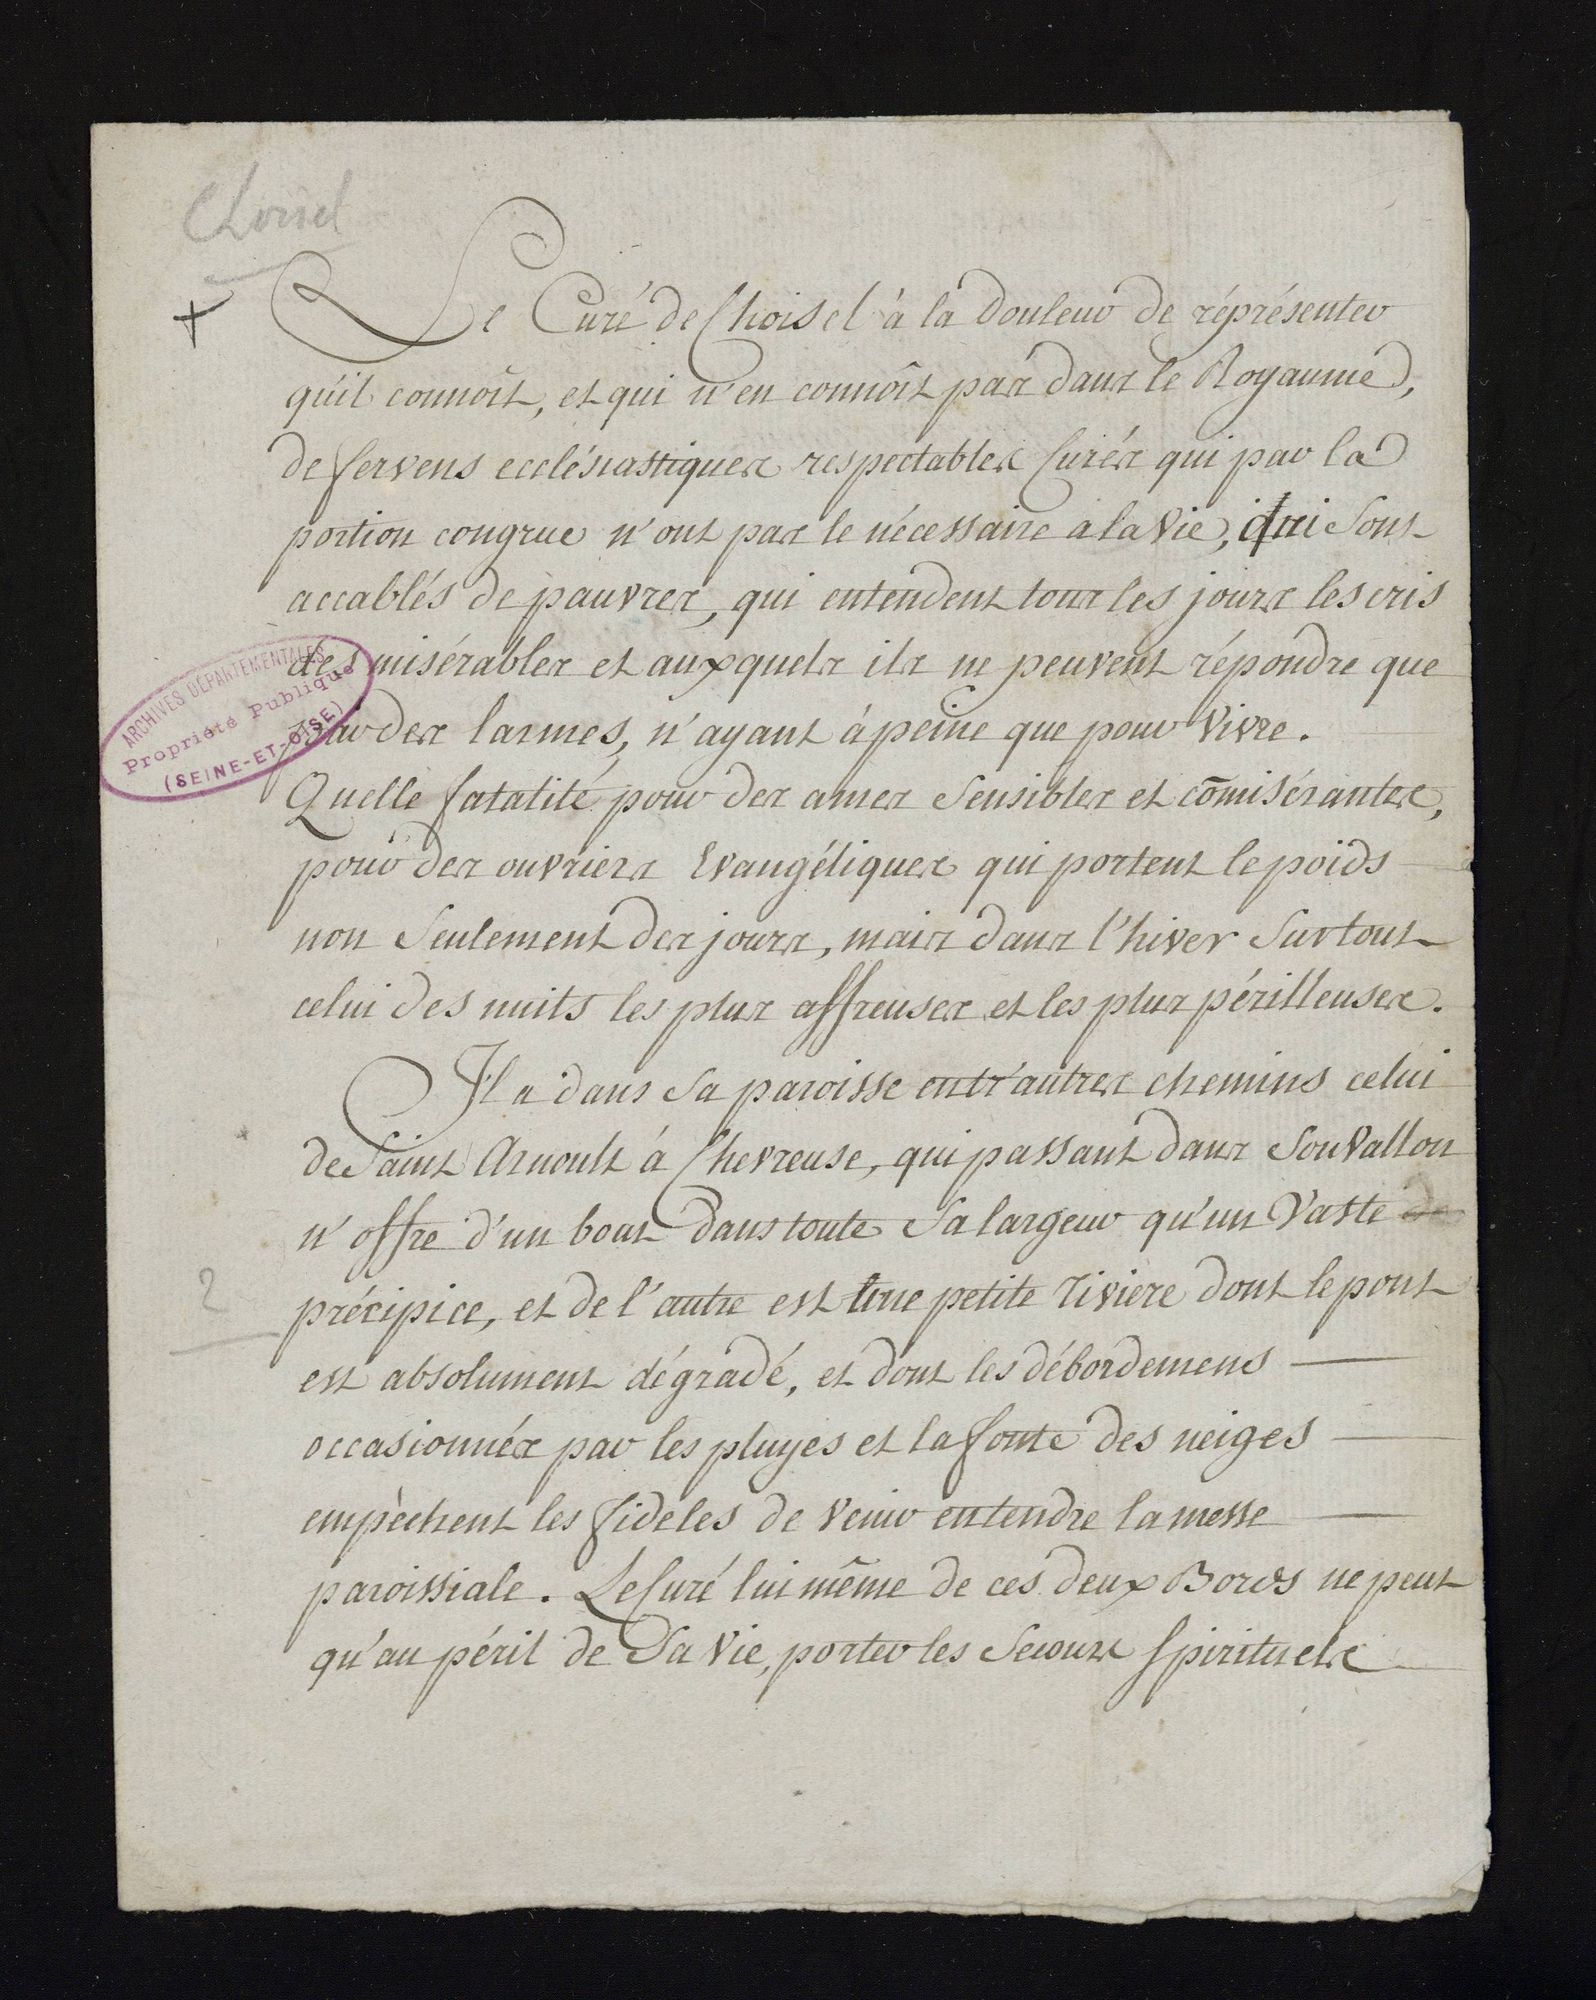 Choisel
+
Le Curé de Choisel à la douleur de réprésenter
qu'il connoît, et qui n'en connoît pas dans le Royaume,
de fervens ecclésiastiques respectables Curés qui par la
portion congrue n'ont pas le nécessaire a la vie, qui sont
accablés de pauvres, qui entendent tous les jours les cris
des misérables et auxquels ils ne peuvent répondre que
par des larmes, n'ayant à peine que pour vivre.
ARCHIVES DÉPARTEMENTALES
Propriété Publique
(SEINE-ET-OISE)
Quelle fatalité pour des ames sensibles et cōmisérantes,
pour des ouvriers Evangéliques qui portent le poids
non seulement des jours, mais dans l'hiver surtout
celui des nuits les plus affreuses et les plus périlleuses.
Il a dans sa paroisse entr'autres chemins celui
de Saint Arnoult à Chevreuse, qui passant dans son vallon
n'offre d'un bout dans toute sa largeur qu'un vaste
précipice, et de l'autre est une petite riviere dont le pont
2
est absolument dégradé, et dont les débordemens
occasionnés par les pluyes et la fonte des neiges
empèchent les fideles de venir entendre la messe
paroissiale. Le Curé lui même de ces deux Bords ne peut
qu'au péril de sa vie, porter les secours spirituels